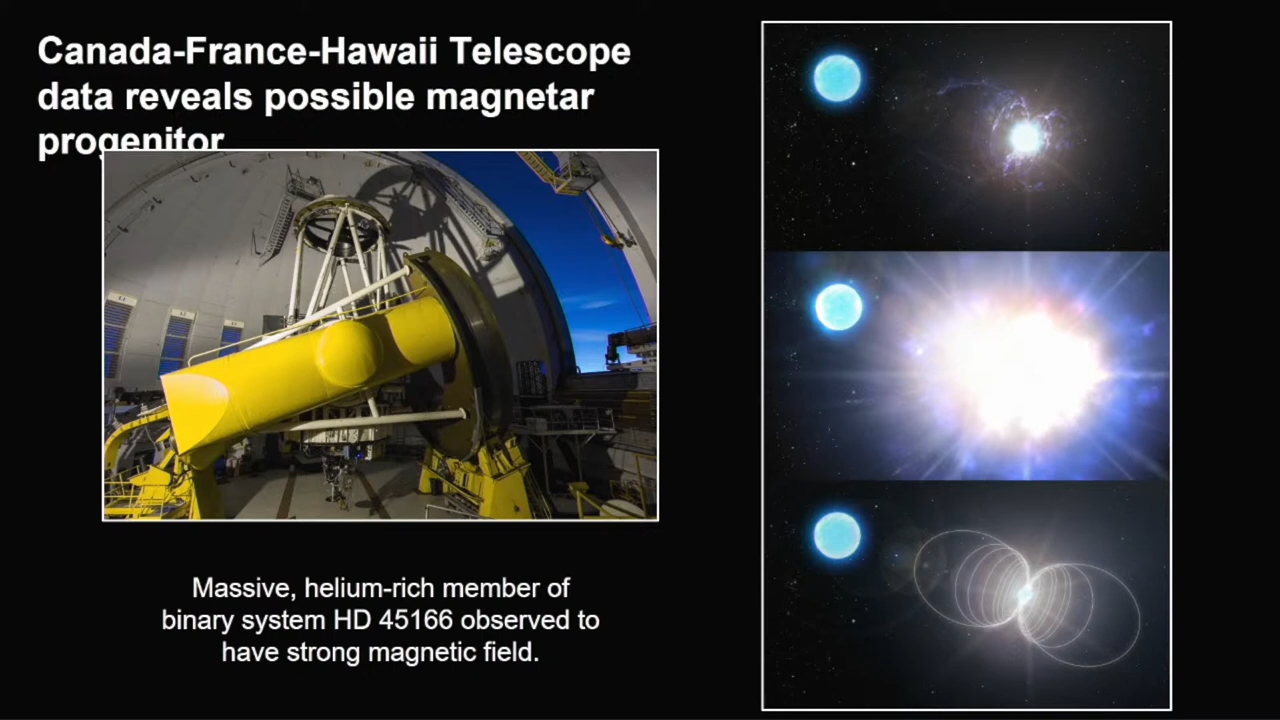 Canada-France-Hawaii Telescope
data reveals possible magnetar
progenitor
Massive, helium-rich member of
binary system HD 45166 observed to
have strong magnetic field.